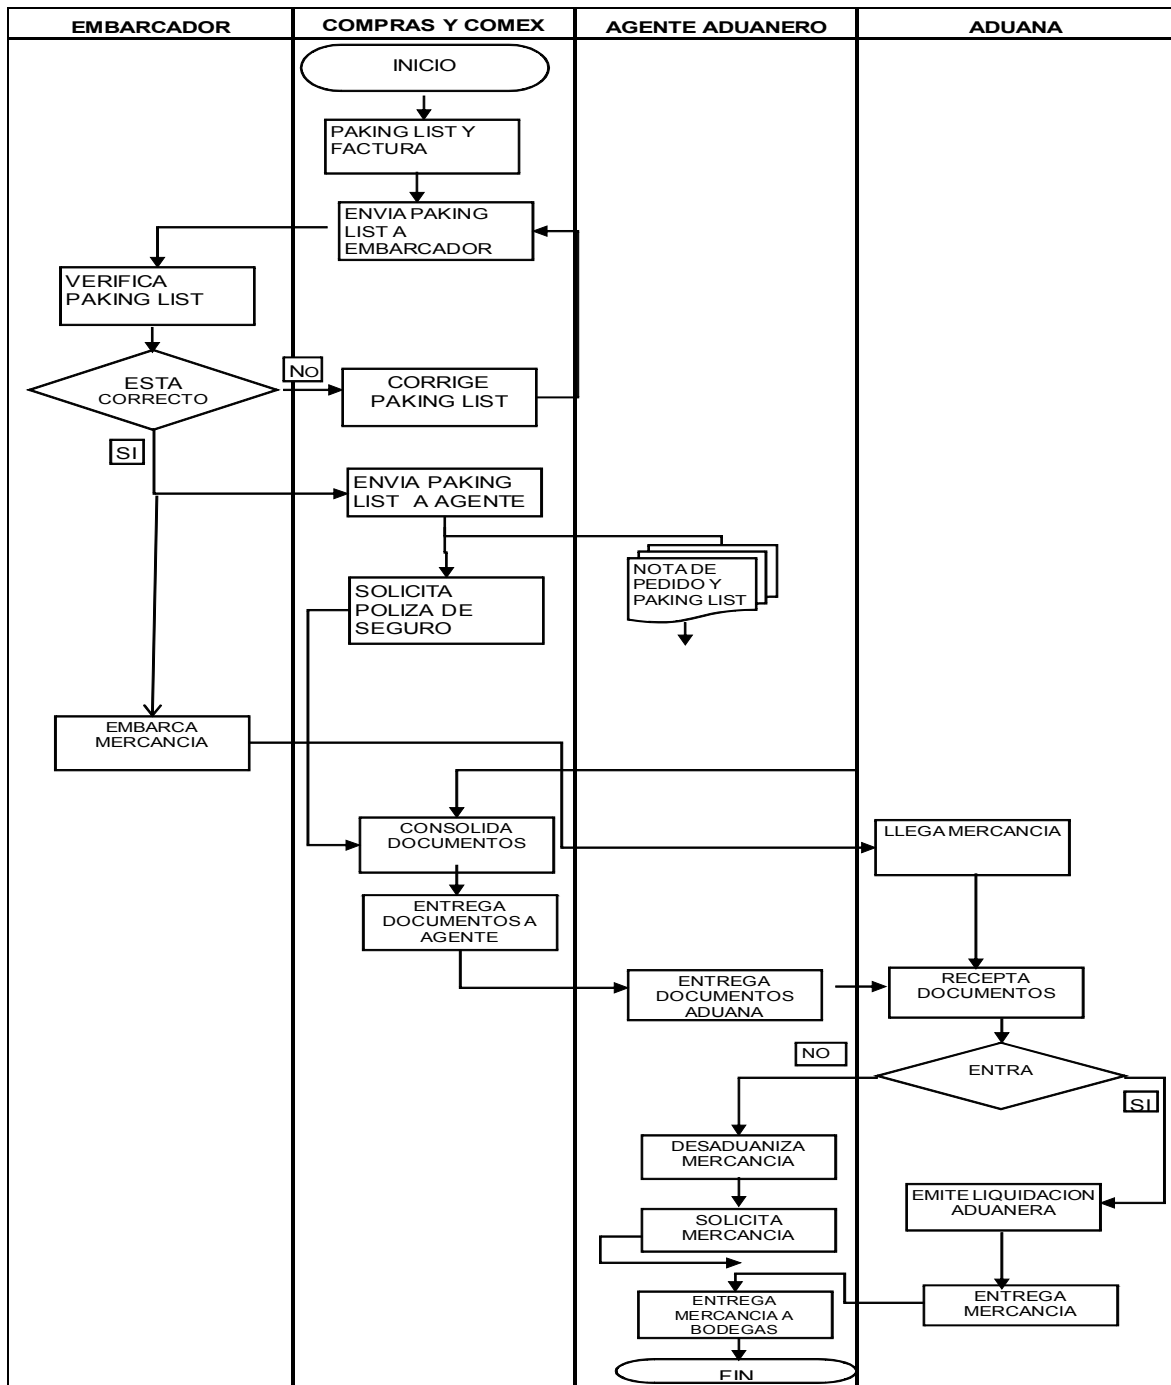 EMBARCADOR
COMPRAS Y COMEX
AGENTE ADUANERO
ADUANA
INICIO
PAKING LIST Y
FACTURA
ENVIA PAKING
LIST A
EMBARCADOR
VERIFICA
PAKING LIST
ESTA
CORRECTO
NO
CORRIGE
PAKING LIST
SI
ENVIA PAKING
LIST A AGENTE
SOLICITA
POLIZA DE
SEGURO
NOTA DE
PEDIDO Y
PAKING LIST
EMBARCA
MERCANCIA
CONSOLIDA
DOCUMENTOS
LLEGA MERCANCIA
ENTREGA
DOCUMENTOS A
AGENTE
ENTREGA
DOCUMENTOS
ADUANA
RECEPTA
DOCUMENTOS
NO
ENTRA
SI
DESADUANIZA
MERCANCIA
EMITE LIQUIDACION
ADUANERA
SOLICITA
MERCANCIA
ENTREGA
MERCANCIA A
BODEGAS
ENTREGA
MERCANCIA
FIN